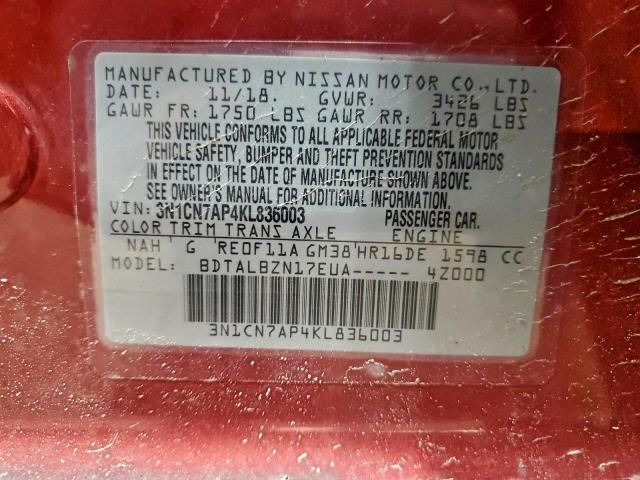 MANUFACTURED BY NISSAN MOTOR CO.,LTD.
DATE: 11/18. GVWR: 3426 LBS
GAWR FR: 1750 LBS GAWR RR: 1708 LBS
THIS VEHICLE CONFORMS TO ALL APPLICABLE FEDERAL MOTOR
VEHICLE SAFETY, BUMPER AND THEFT PREVENTION STANDARDS
IN EFFECT ON THE DATE OF MANUFACTURE SHOWN ABOVE.
SEE OWNER'S MANUAL FOR ADDITIONAL INFORMATION.
VIN: 3N1CN7AP4KL836003 PASSENGER CAR.
COLOR TRIM TRANS AXLE ENGINE
NAH G RE0F11A GM38 HR16DE 1598 CC
MODEL: BDTALBZN17EUA----- 4Z000
3N1CN7AP4KL836003